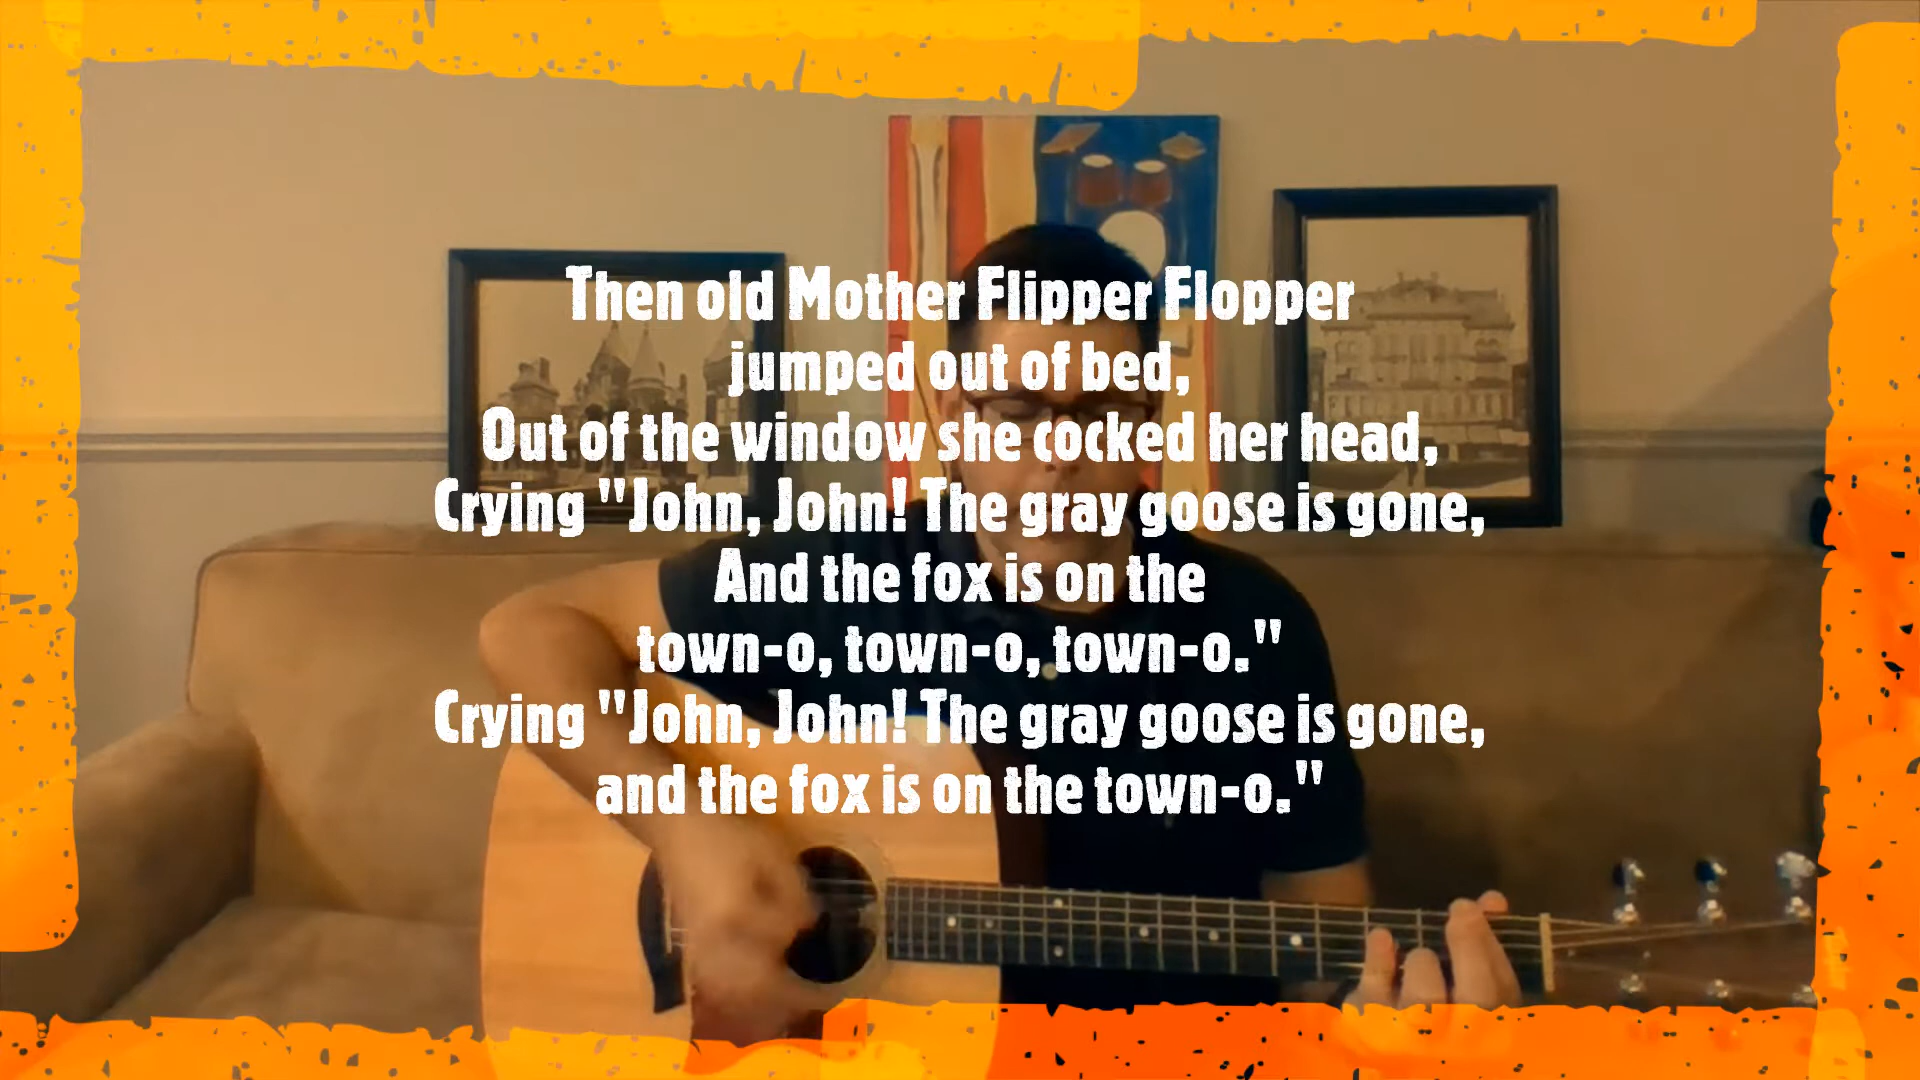 Then old Mother Flipper Flopper
jumped out of bed,
Out of the window she cocked her head,
Crying "John, John! The gray goose is gone,
And the fox is on the
town-o, town-o, town-o."
Crying "John, John! The gray goose is gone,
and the fox is on the town-o."